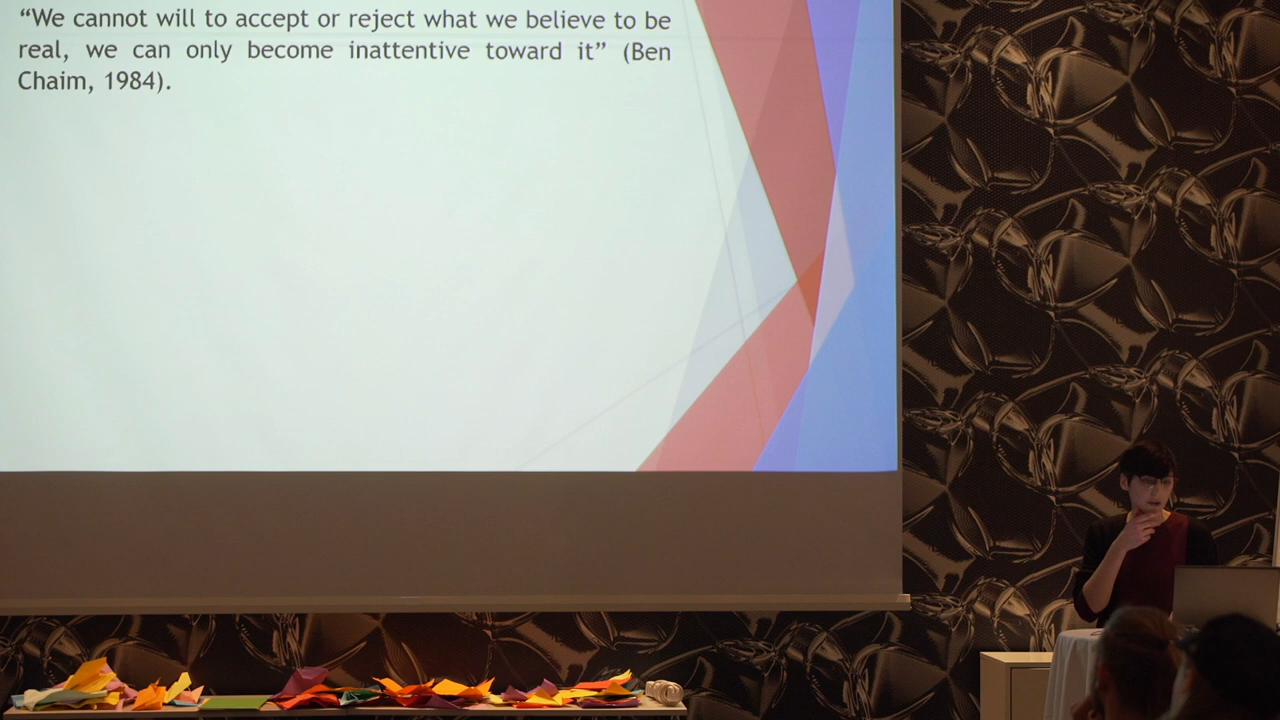 “We cannot will to accept or reject what we believe to be
real, we can only become inattentive toward it” (Ben
Chaim, 1984).